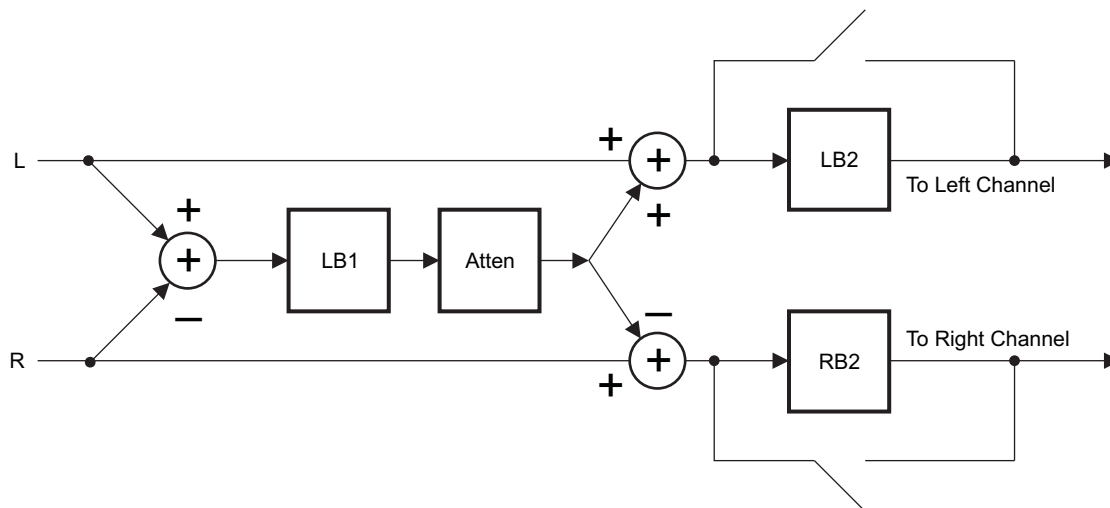 L
+
+
LB2
To Left Channel
+
+
+
LB1
Atten
−
−
To Right Channel
R
+
+
RB2